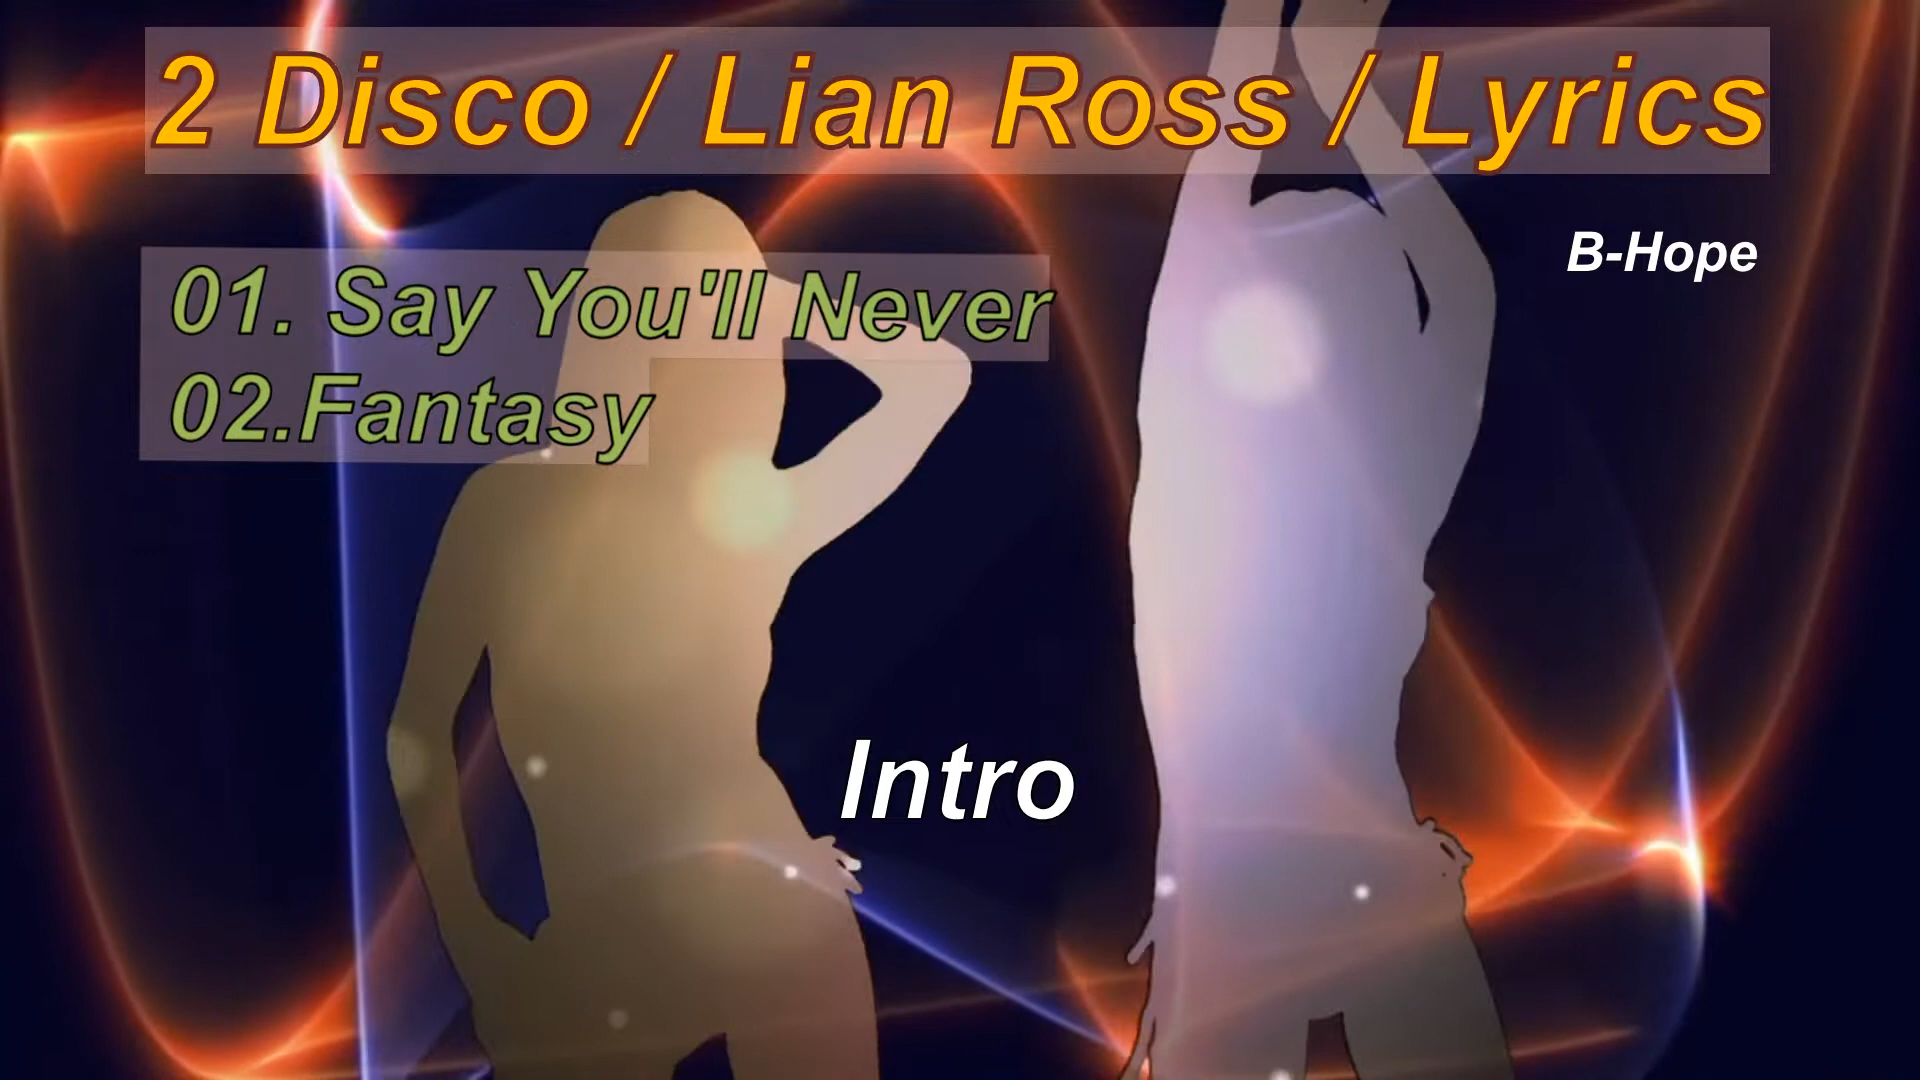 2 Disco / Lian Ross / Lyrics
B-Hope
01. Say You'll Never
02.Fantasy
Intro